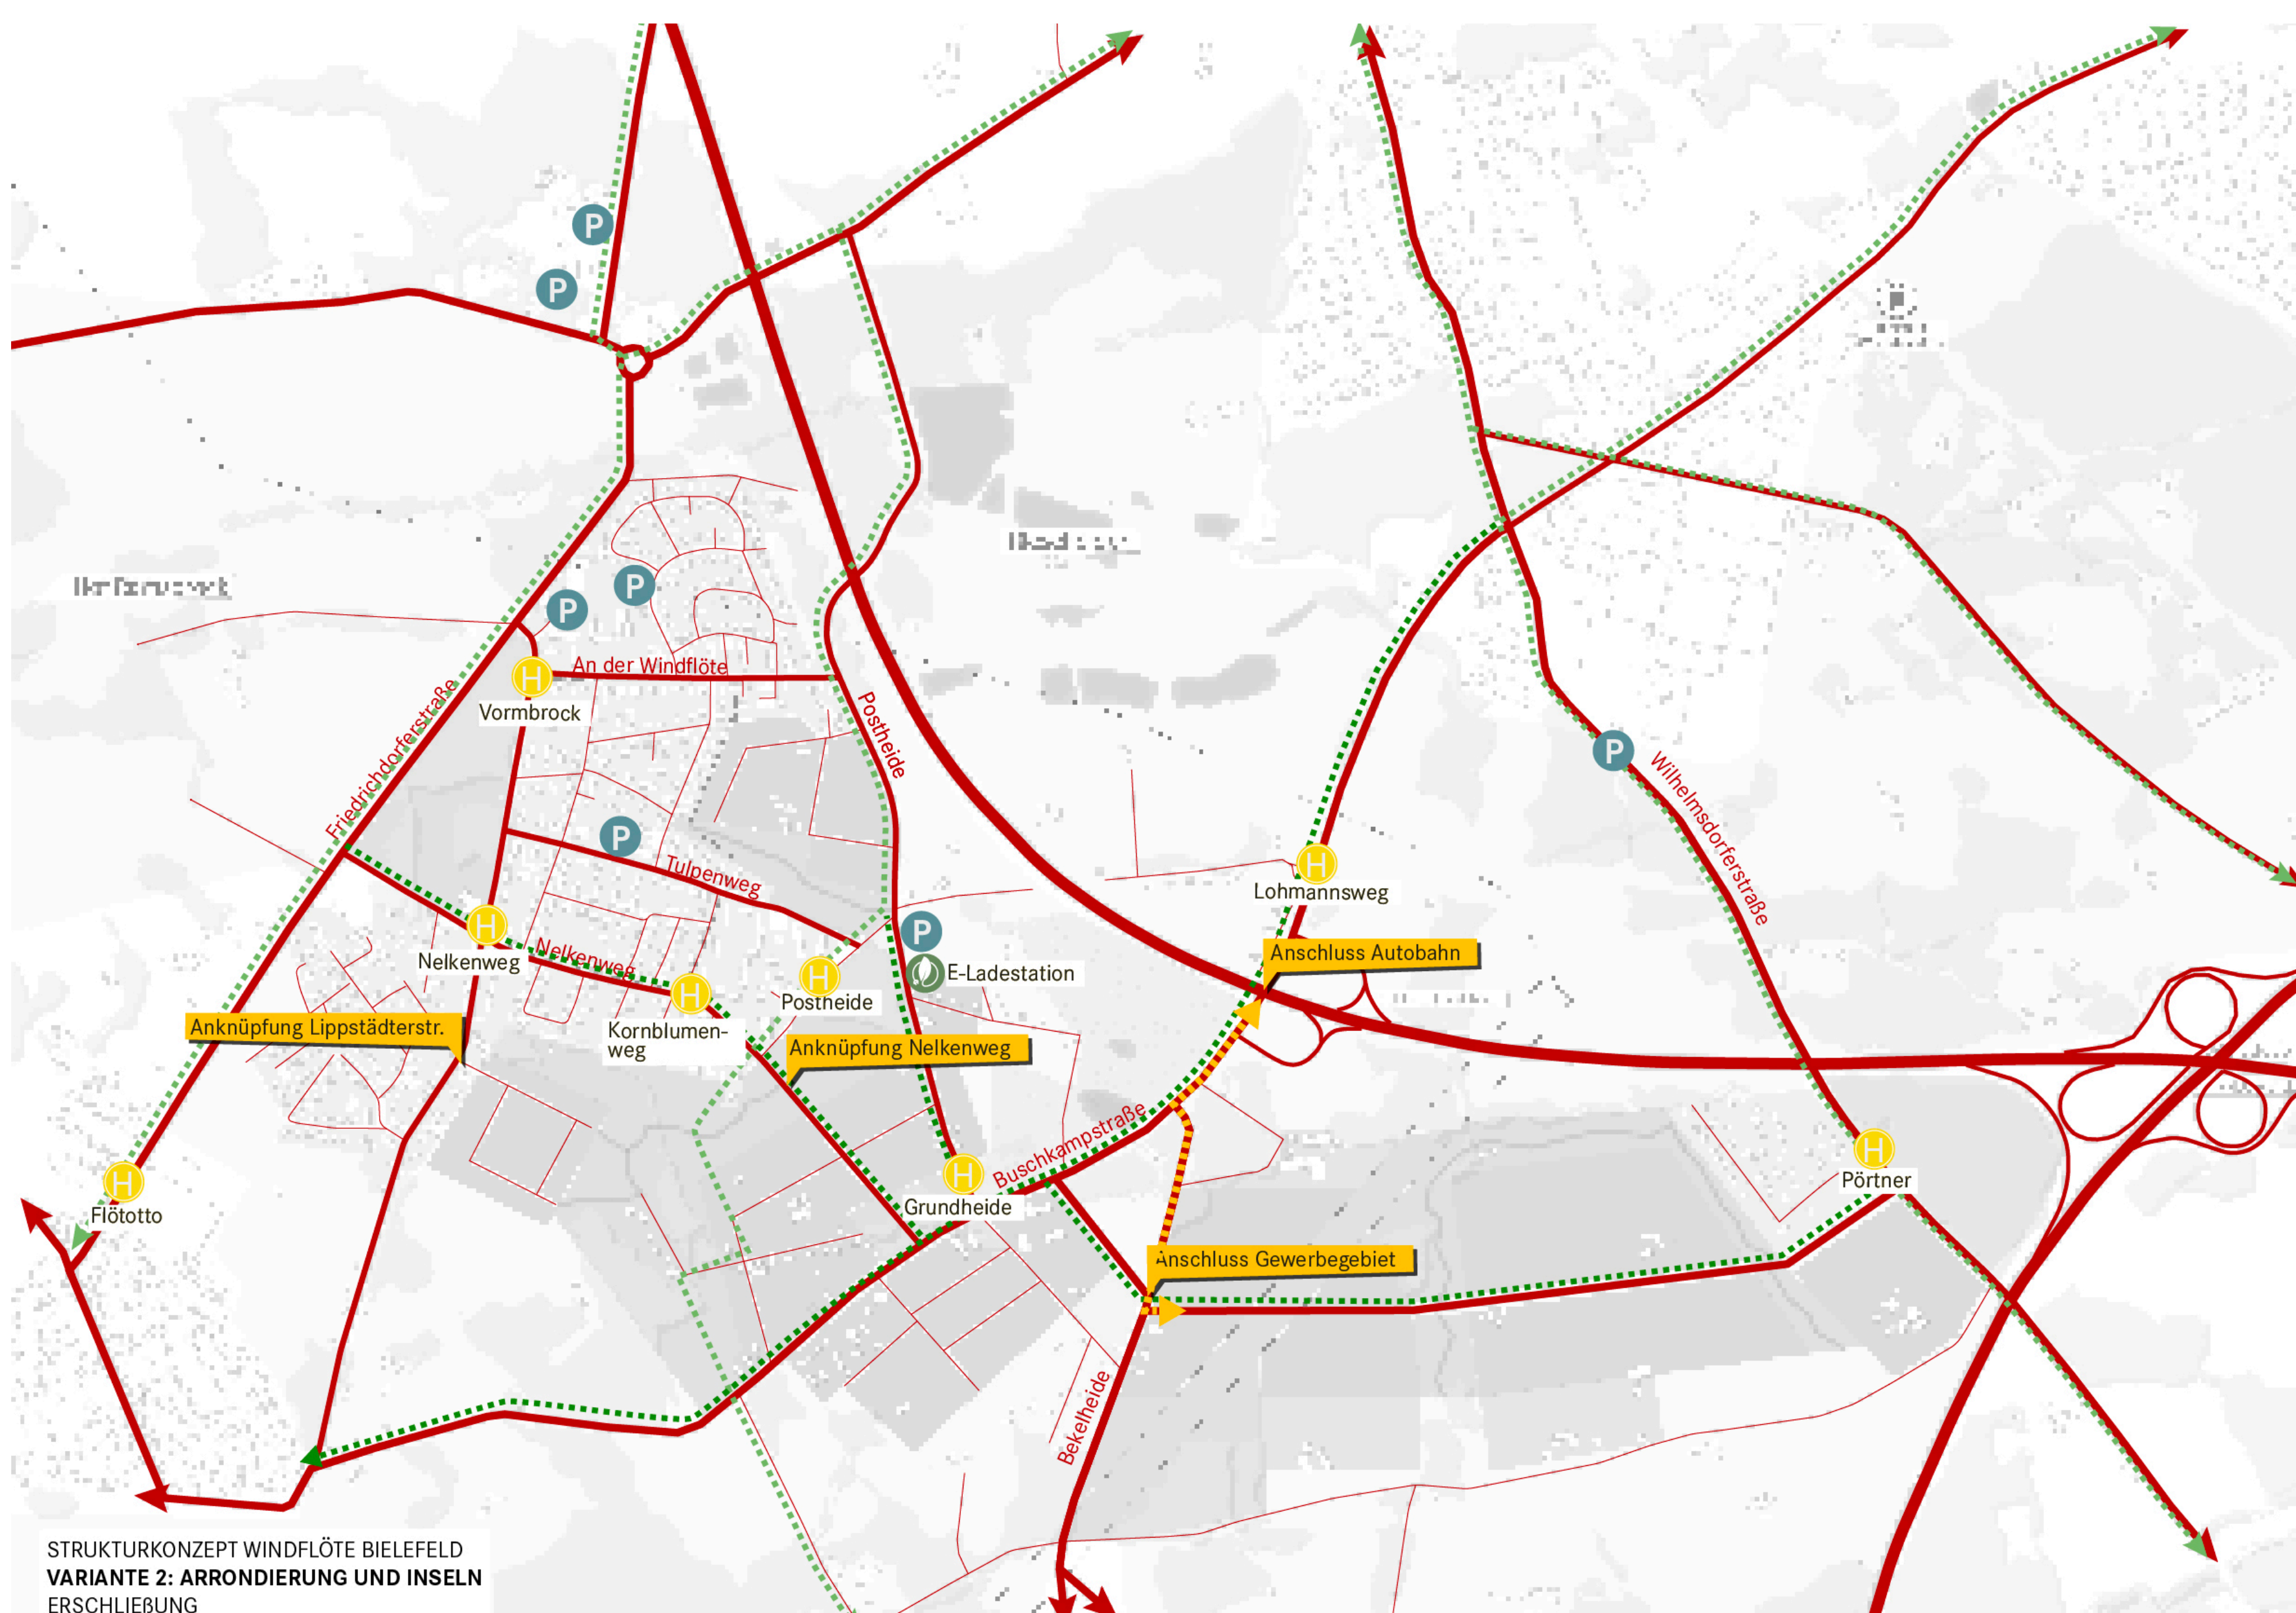 P
P
P
P
An der Windflöte
H
Vormbrock
Friedrichdorferstraße
Postheide
P
Wilhelmsdorferstraße
P
Tulpenweg
H
Lohmannsweg
H
Nelkenweg
Nelkenweg
P
Anschluss Autobahn
H
Kornblumen-
weg
H
Postheide
E-Ladestation
Anknüpfung Lippstädterstr.
Anknüpfung Nelkenweg
Buschkampstraße
H
Flötotto
H
Grundheide
H
Pörtner
Anschluss Gewerbegebiet
Bekelheide
STRUKTURKONZEPT WINDFLÖTE BIELEFELD
VARIANTE 2: ARRONDIERUNG UND INSELN
ERSCHLIEßUNG